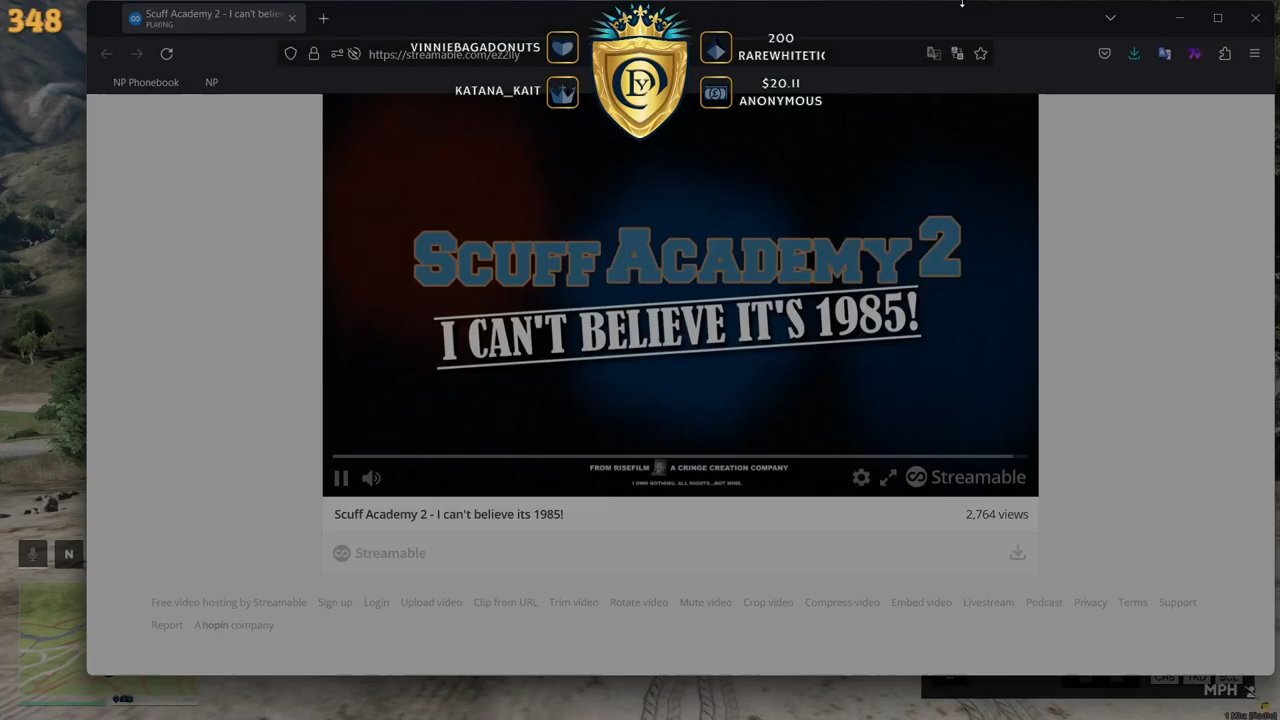 348
Scuff Academy 2 - I can't believ
PLAYING
https://streamable.com/ez2lly
VINNIEBAGADONUTS
KATANA_KAIT
200
RAREWHITETIC
$20.11
ANONYMOUS
NP Phonebook
NP
SCUFF ACADEMY 2
I CAN'T BELIEVE IT'S 1985!
FROM RISEFILM A CRINGE CREATION COMPANY
I OWN NOTHING. ALL RIGHTS...NOT MINE.
Streamable
Scuff Academy 2 - I can't believe its 1985!
2,764 views
Streamable
N
Free video hosting by Streamable Sign up Login Upload video Clip from URL Trim video Rotate video Mute video Crop video Compress video Embed video Livestream Podcast Privacy Terms Support
Report A hopin company
MPH